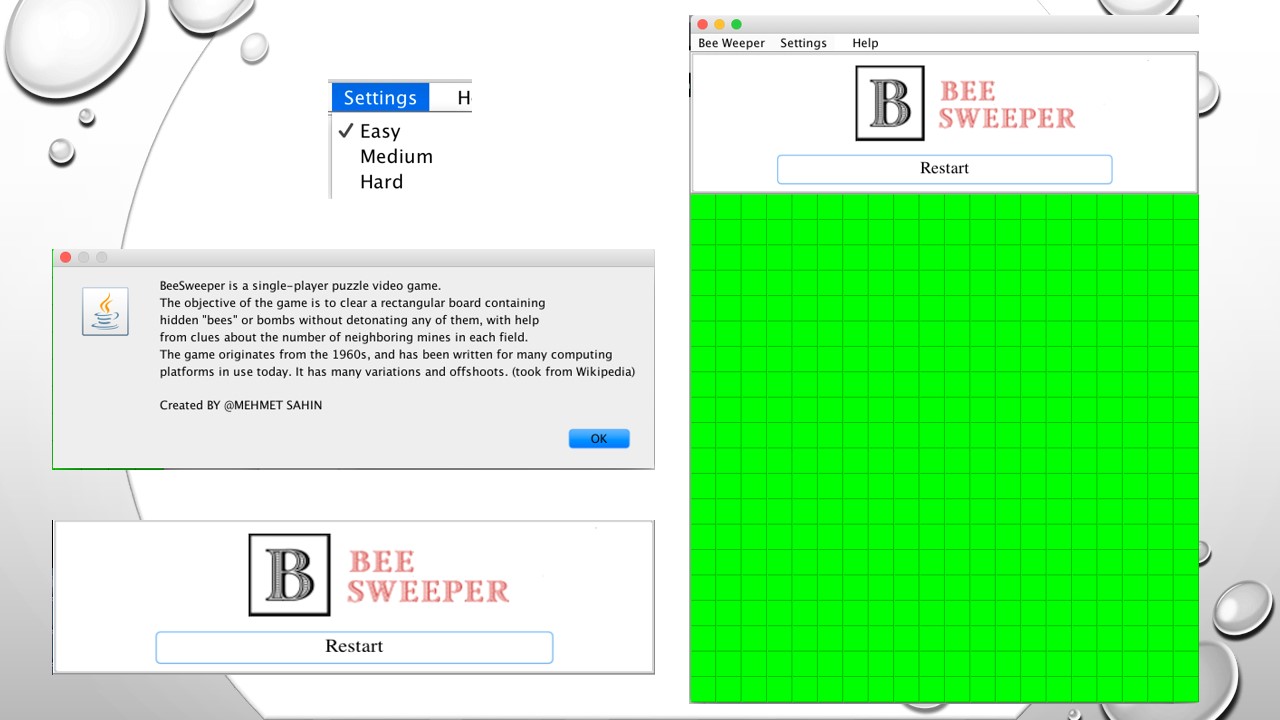 Settings H
✓ Easy
Medium
Hard
BeeSweeper is a single-player puzzle video game.
The objective of the game is to clear a rectangular board containing
hidden "bees" or bombs without detonating any of them, with help
from clues about the number of neighboring mines in each field.
The game originates from the 1960s, and has been written for many computing
platforms in use today. It has many variations and offshoots. (took from Wikipedia)
Created BY @MEHMET SAHIN
OK
B BEE
SWEEPER
Restart
Bee Weeper Settings Help
B BEE
SWEEPER
Restart